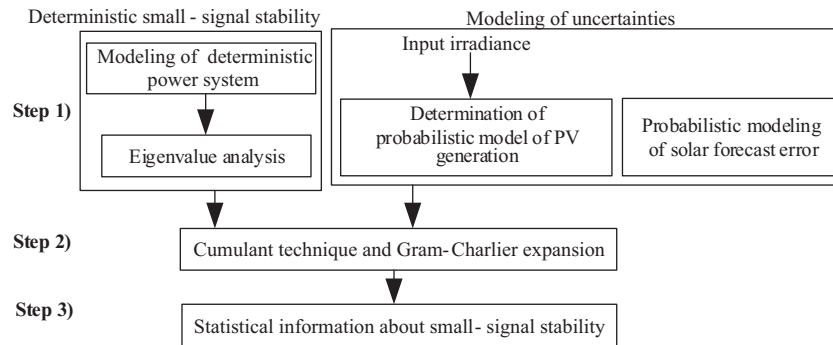 Deterministic small - signal stability
Modeling of uncertainties
Step 1)
Modeling of deterministic
power system
Eigenvalue analysis
Input irradiance
Determination of
probabilistic model of PV
generation
Probabilistic modeling
of solar forecast error
Step 2)
Cumulant technique and Gram-Charlier expansion
Step 3)
Statistical information about small- signal stability